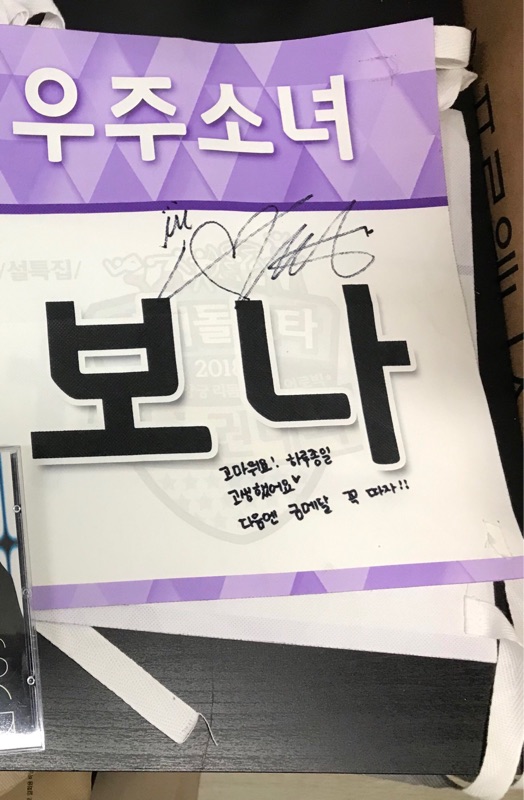 우주소녀
/설특집/
2018
보나
고마워요! 하루종일
고생했어요♥
다음엔 금메달 꼭 따자!!